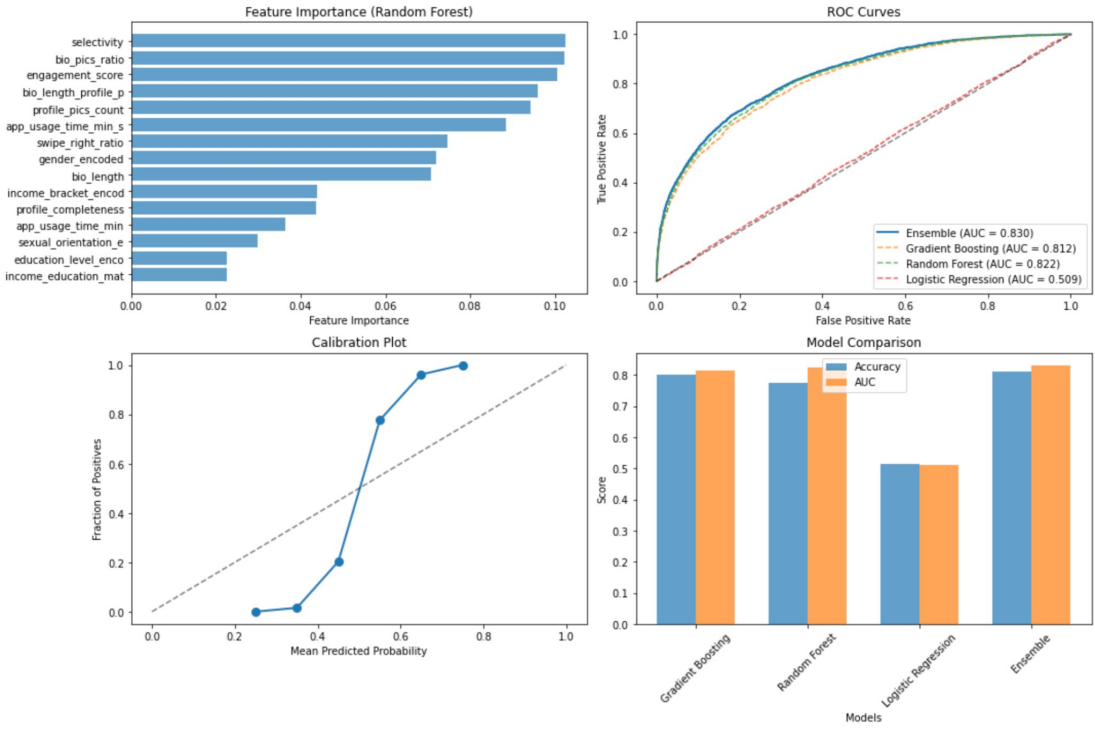 Feature Importance (Random Forest)
selectivity
bio_pics_ratio
engagement_score
bio_length_profile_p
profile_pics_count
app_usage_time_min_s
swipe_right_ratio
gender_encoded
bio_length
income_bracket_encod
profile_completeness
app_usage_time_min
sexual_orientation_e
education_level_enco
income_education_mat
0.00 0.02 0.04 0.06 0.08 0.10
Feature Importance
ROC Curves
True Positive Rate
1.0
0.8
0.6
0.4
0.2
0.0
Ensemble (AUC = 0.830)
Gradient Boosting (AUC = 0.812)
Random Forest (AUC = 0.822)
Logistic Regression (AUC = 0.509)
0.0 0.2 0.4 0.6 0.8 1.0
False Positive Rate
Calibration Plot
Fraction of Positives
1.0
0.8
0.6
0.4
0.2
0.0
0.0 0.2 0.4 0.6 0.8 1.0
Mean Predicted Probability
Model Comparison
Score
0.8
0.7
0.6
0.5
0.4
0.3
0.2
0.1
0.0
Accuracy
AUC
Gradient Boosting
Random Forest
Logistic Regression
Ensemble
Models